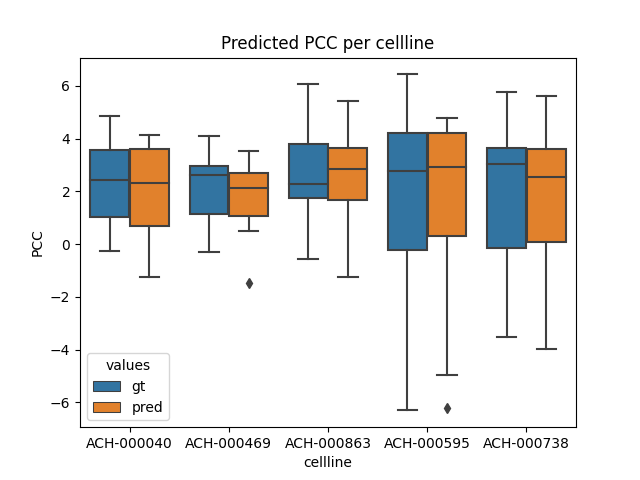 Predicted PCC per cellline
PCC
6
4
2
0
−2
−4
−6
values
gt
pred
ACH-000040 ACH-000469 ACH-000863 ACH-000595 ACH-000738
cellline